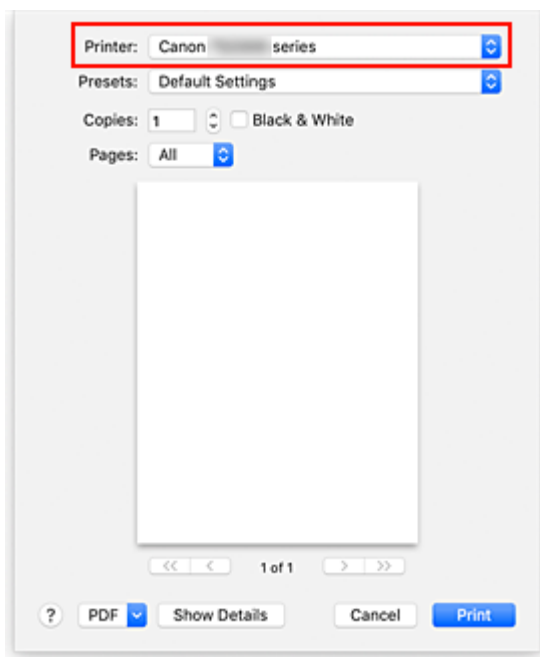 Printer: Canon series
Presets: Default Settings
Copies: 1 Black & White
Pages: All
<< < 1 of 1 > >>
? PDF Show Details Cancel Print